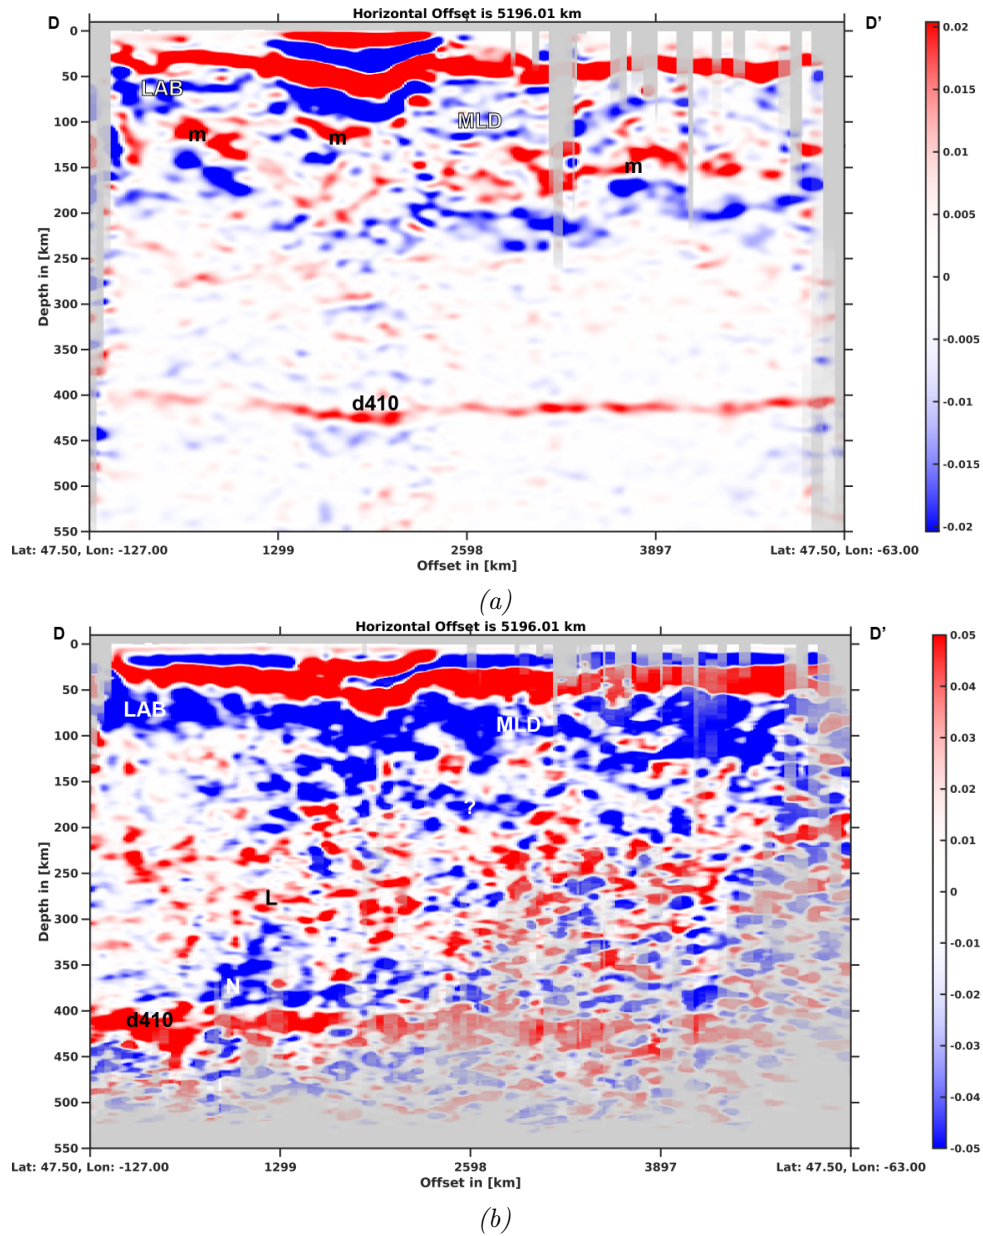 Horizontal Offset is 5196.01 km
D
D’
0
50
100
150
200
250
300
350
400
450
500
550
Depth in [km]
LAB
MLD
m
m
m
d410
0.02
0.015
0.01
0.005
0
-0.005
-0.01
-0.015
-0.02
Lat: 47.50, Lon: -127.00
1299
2598
3897
Lat: 47.50, Lon: -63.00
Offset in [km]
(a)
Horizontal Offset is 5196.01 km
D
D’
0
50
100
150
200
250
300
350
400
450
500
550
Depth in [km]
LAB
MLD
?
L
N
d410
0.05
0.04
0.03
0.02
0.01
0
-0.01
-0.02
-0.03
-0.04
-0.05
Lat: 47.50, Lon: -127.00
1299
2598
3897
Lat: 47.50, Lon: -63.00
Offset in [km]
(b)